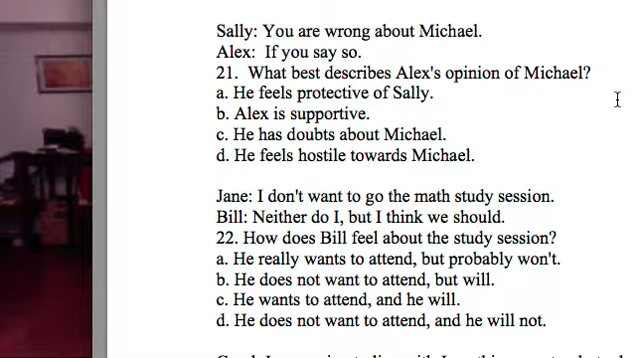 Sally: You are wrong about Michael.
Alex: If you say so.
21. What best describes Alex's opinion of Michael?
a. He feels protective of Sally.
b. Alex is supportive.
c. He has doubts about Michael.
d. He feels hostile towards Michael.
Jane: I don't want to go the math study session.
Bill: Neither do I, but I think we should.
22. How does Bill feel about the study session?
a. He really wants to attend, but probably won't.
b. He does not want to attend, but will.
c. He wants to attend, and he will.
d. He does not want to attend, and he will not.